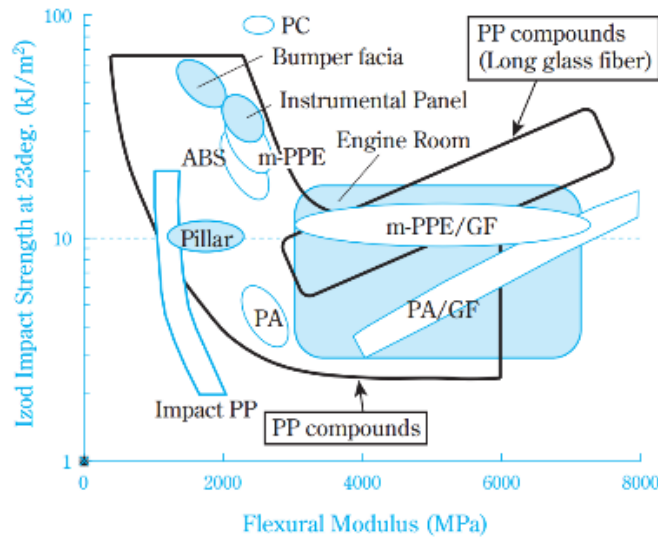 Izod Impact Strength at 23deg. (kJ/m²)
100
10
1
PC
Bumper facia
Instrumental Panel
PP compounds
(Long glass fiber)
Engine Room
ABS
m-PPE
Pillar
m-PPE/GF
PA
PA/GF
Impact PP
PP compounds
0
2000
4000
6000
8000
Flexural Modulus (MPa)